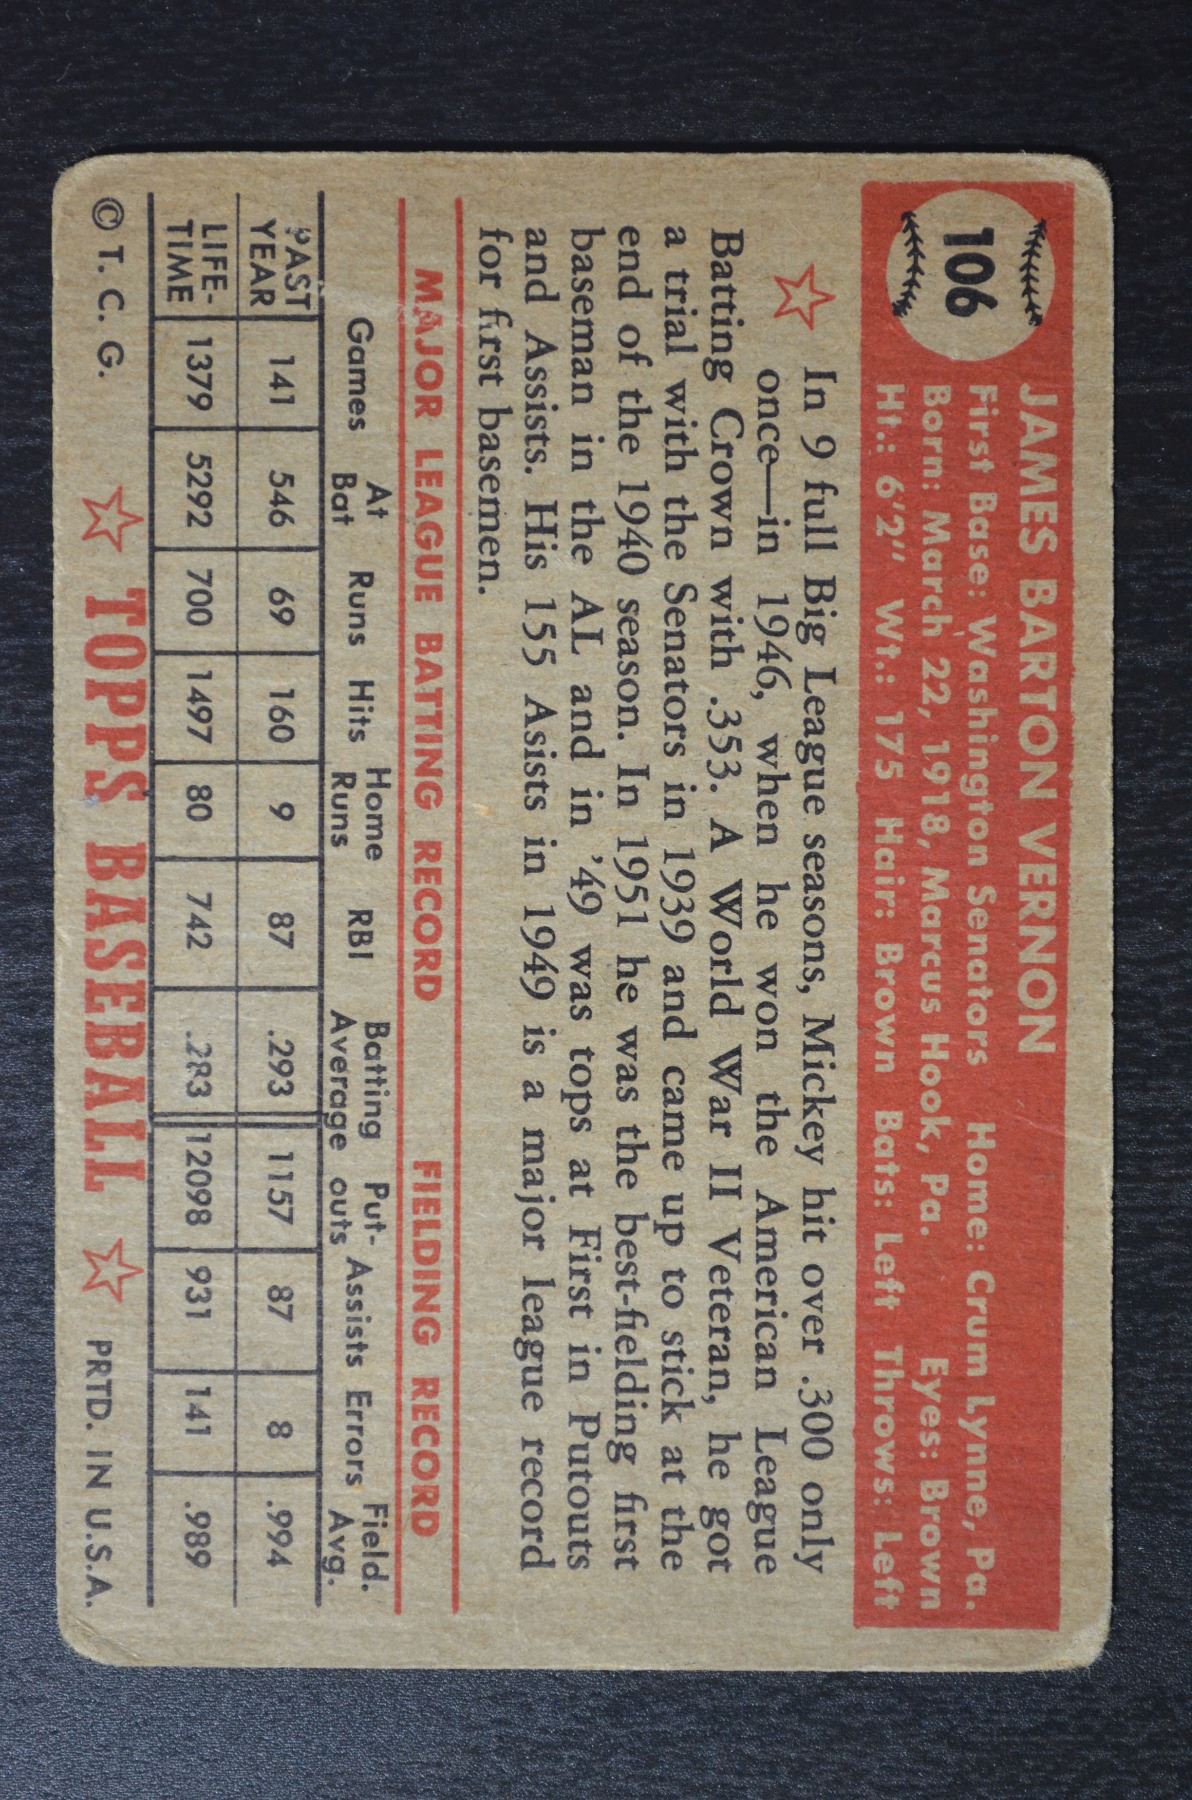 106
JAMES BARTON VERNON
First Base: Washington Senators Home: Crum Lynne, Pa.
Born: March 22, 1918, Marcus Hook, Pa. Eyes: Brown
Ht.: 6'2" Wt.: 175 Hair: Brown Bats: Left Throws: Left
In 9 full Big League seasons, Mickey hit over .300 only
once—in 1946, when he won the American League
Batting Crown with .353. A World War II Veteran, he got
a trial with the Senators in 1939 and came up to stick at the
end of the 1940 season. In 1951 he was the best-fielding first
baseman in the AL and in '49 was tops at First in Putouts
and Assists. His 155 Asists in 1949 is a major league record
for first basemen.
MAJOR LEAGUE BATTING RECORD FIELDING RECORD
Games At Bat Runs Hits Home Runs RBI Batting Average Put-outs Assists Errors Field. Avg.
PAST YEAR 141 546 69 160 9 87 .293 1157 87 8 .994
LIFE-TIME 1379 5292 700 1497 80 742 .283 12098 931 141 .989
© T. C. G. TOPPS BASEBALL PRTD. IN U.S.A.